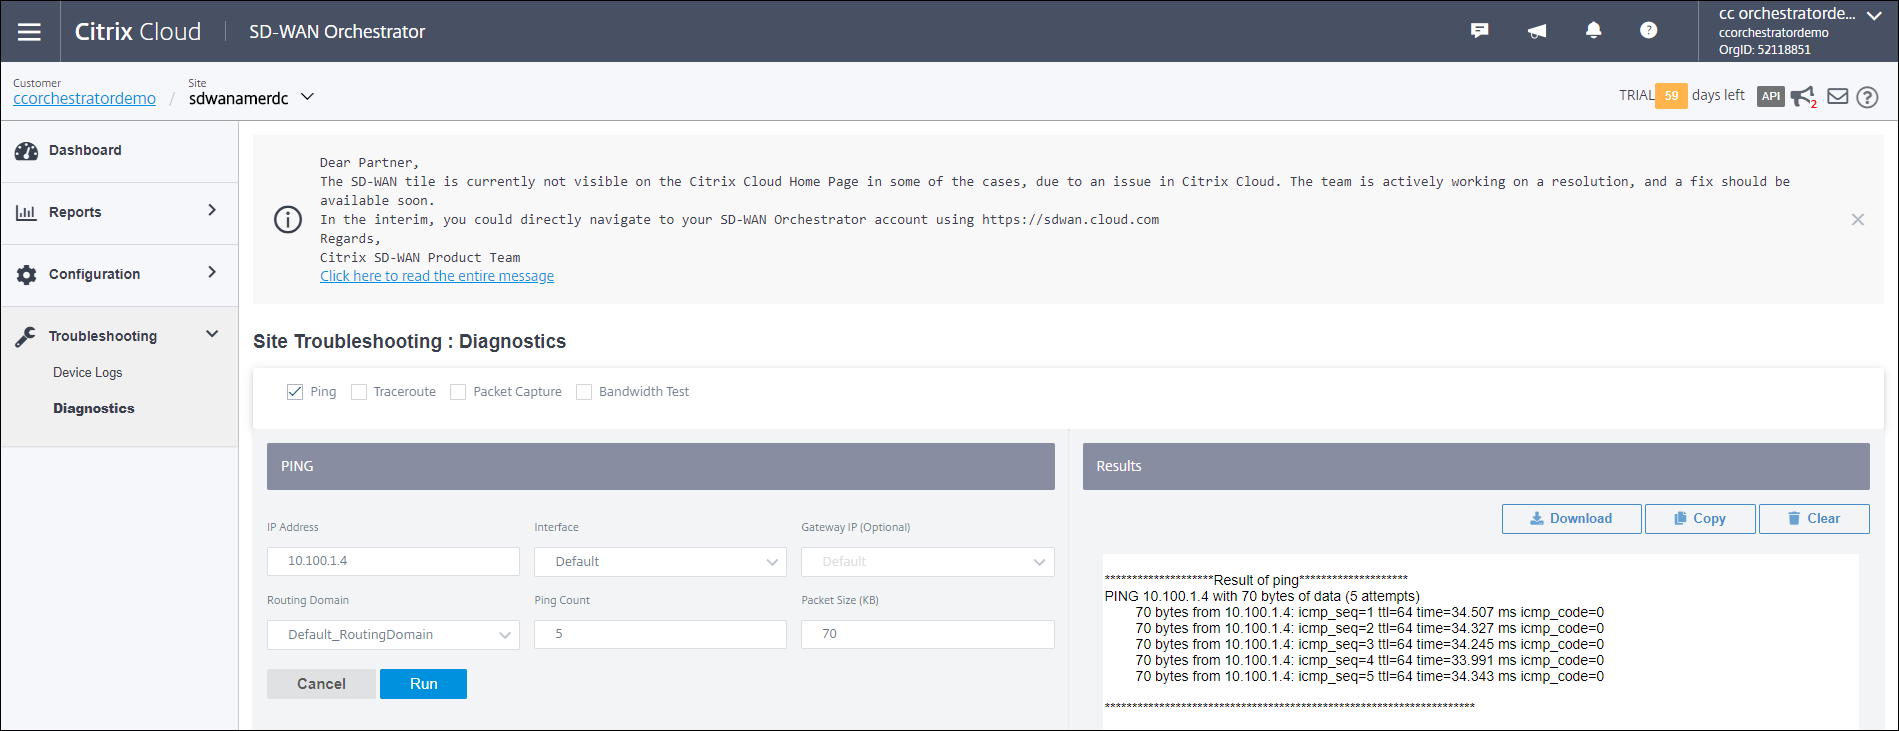 Citrix Cloud
SD-WAN Orchestrator
?
cc orchestratorde...
ccorchestratordemo
OrgID: 52118851
Customer
ccorchestratordemo
/
Site
sdwanamerdc
TRIAL 59 days left
API
2
?
Dashboard
Reports
Configuration
Troubleshooting
Device Logs
Diagnostics
Dear Partner,
The SD-WAN tile is currently not visible on the Citrix Cloud Home Page in some of the cases, due to an issue in Citrix Cloud. The team is actively working on a resolution, and a fix should be
available soon.
In the interim, you could directly navigate to your SD-WAN Orchestrator account using https://sdwan.cloud.com
Regards,
Citrix SD-WAN Product Team
Click here to read the entire message
Site Troubleshooting : Diagnostics
Ping Traceroute Packet Capture Bandwidth Test
PING
IP Address Interface Gateway IP (Optional)
10.100.1.4 Default Default
Routing Domain Ping Count Packet Size (KB)
Default_RoutingDomain 5 70
Cancel Run
Results
Download Copy Clear
********************Result of ping********************
PING 10.100.1.4 with 70 bytes of data (5 attempts)
70 bytes from 10.100.1.4: icmp_seq=1 ttl=64 time=34.507 ms icmp_code=0
70 bytes from 10.100.1.4: icmp_seq=2 ttl=64 time=34.327 ms icmp_code=0
70 bytes from 10.100.1.4: icmp_seq=3 ttl=64 time=34.245 ms icmp_code=0
70 bytes from 10.100.1.4: icmp_seq=4 ttl=64 time=33.991 ms icmp_code=0
70 bytes from 10.100.1.4: icmp_seq=5 ttl=64 time=34.343 ms icmp_code=0
********************************************************************